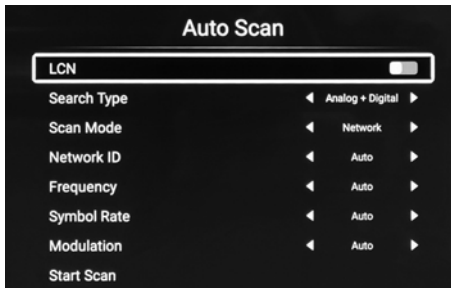 Auto Scan
LCN
Search Type Analog + Digital
Scan Mode Network
Network ID Auto
Frequency Auto
Symbol Rate Auto
Modulation Auto
Start Scan